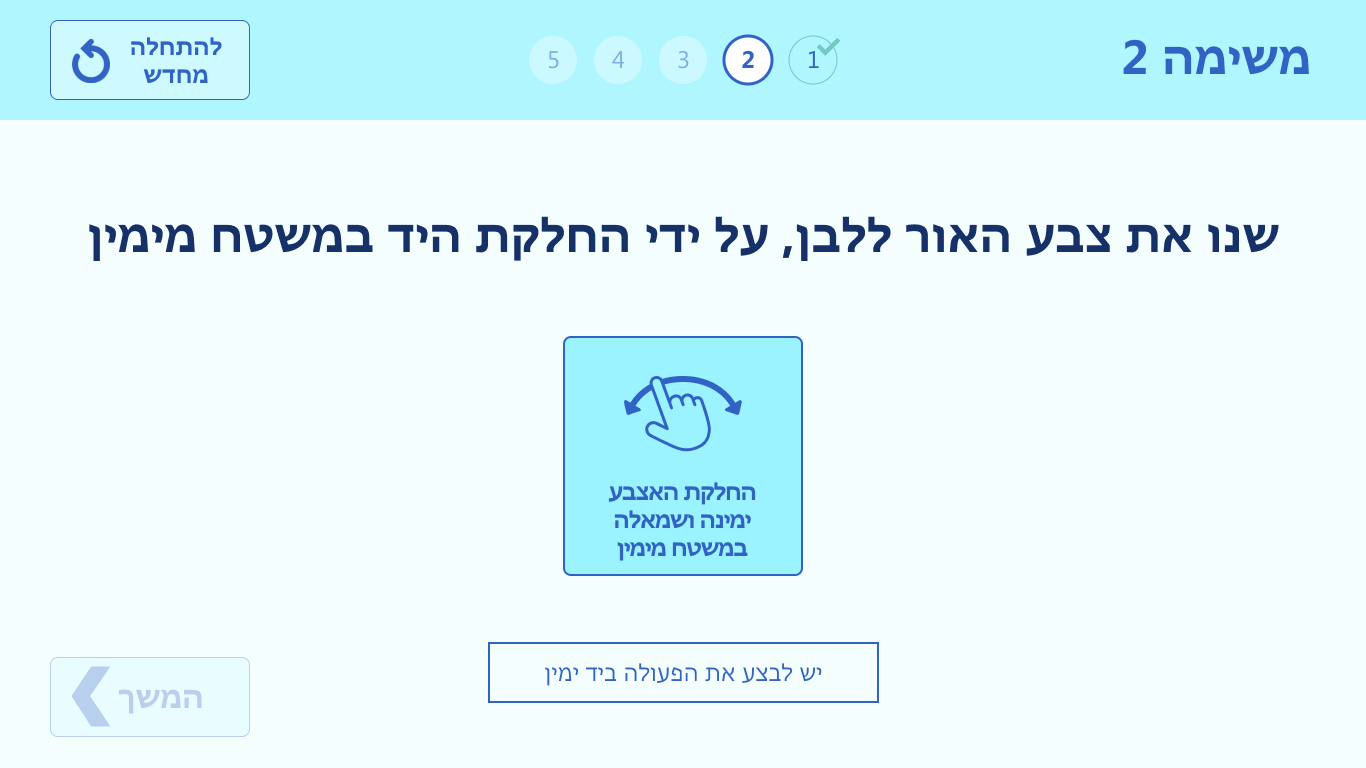 משימה 2
1
2
3
4
5
להתחלה
מחדש
שנו את צבע האור ללבן, על ידי החלקת היד במשטח מימין
החלקת האצבע
ימינה ושמאלה
במשטח מימין
יש לבצע את הפעולה ביד ימין
המשך